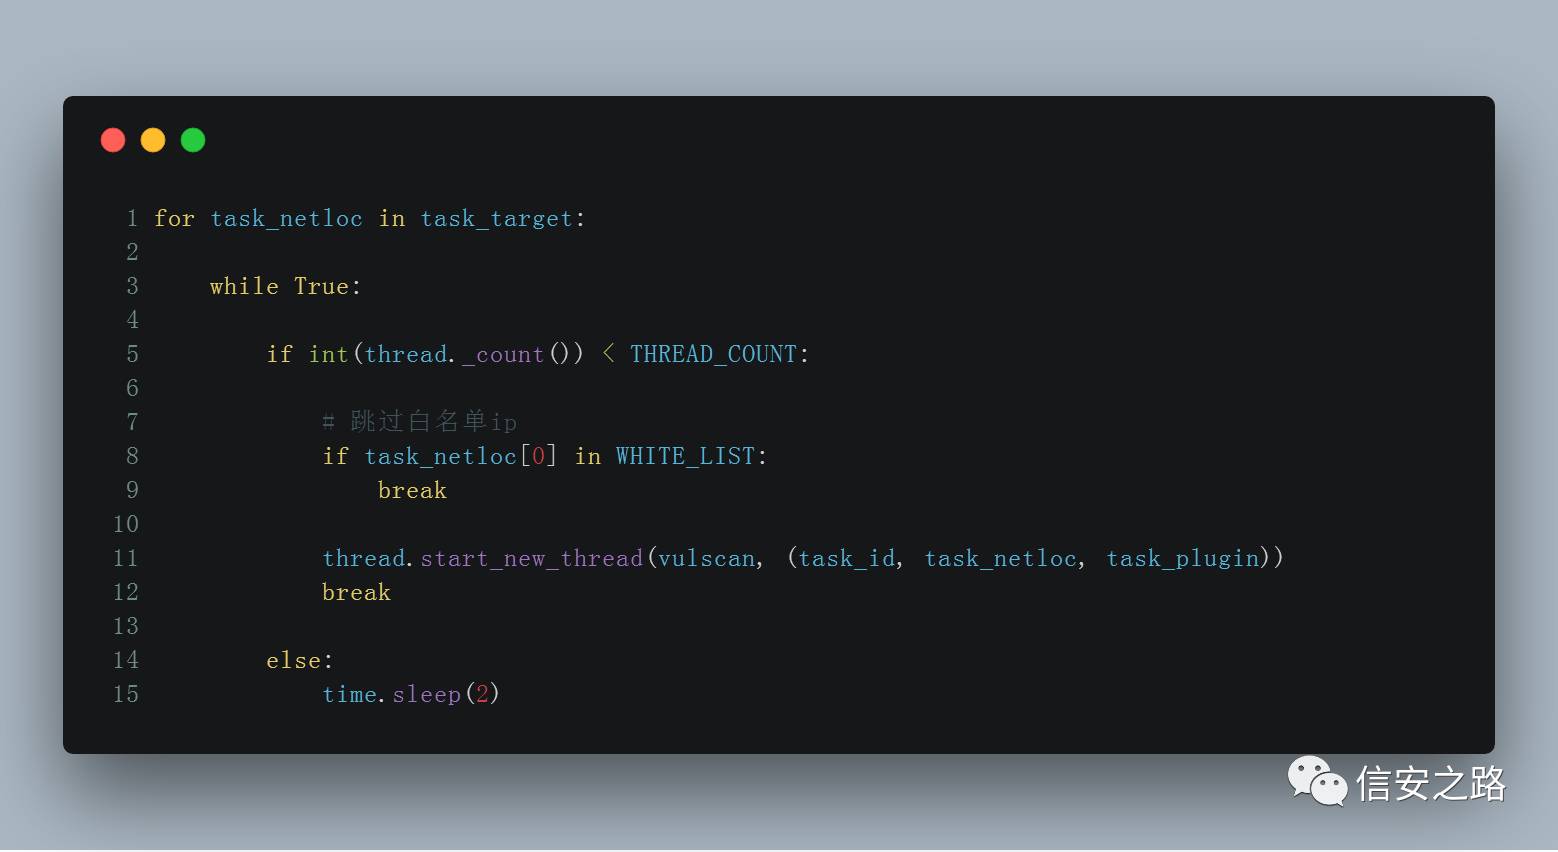 1 for task_netloc in task_target:
2
3     while True:
4
5         if int(thread._count()) < THREAD_COUNT:
6
7             # 跳过白名单ip
8             if task_netloc[0] in WHITE_LIST:
9                 break
10
11             thread.start_new_thread(vulscan, (task_id, task_netloc, task_plugin))
12             break
13
14         else:
15             time.sleep(2)
信安之路